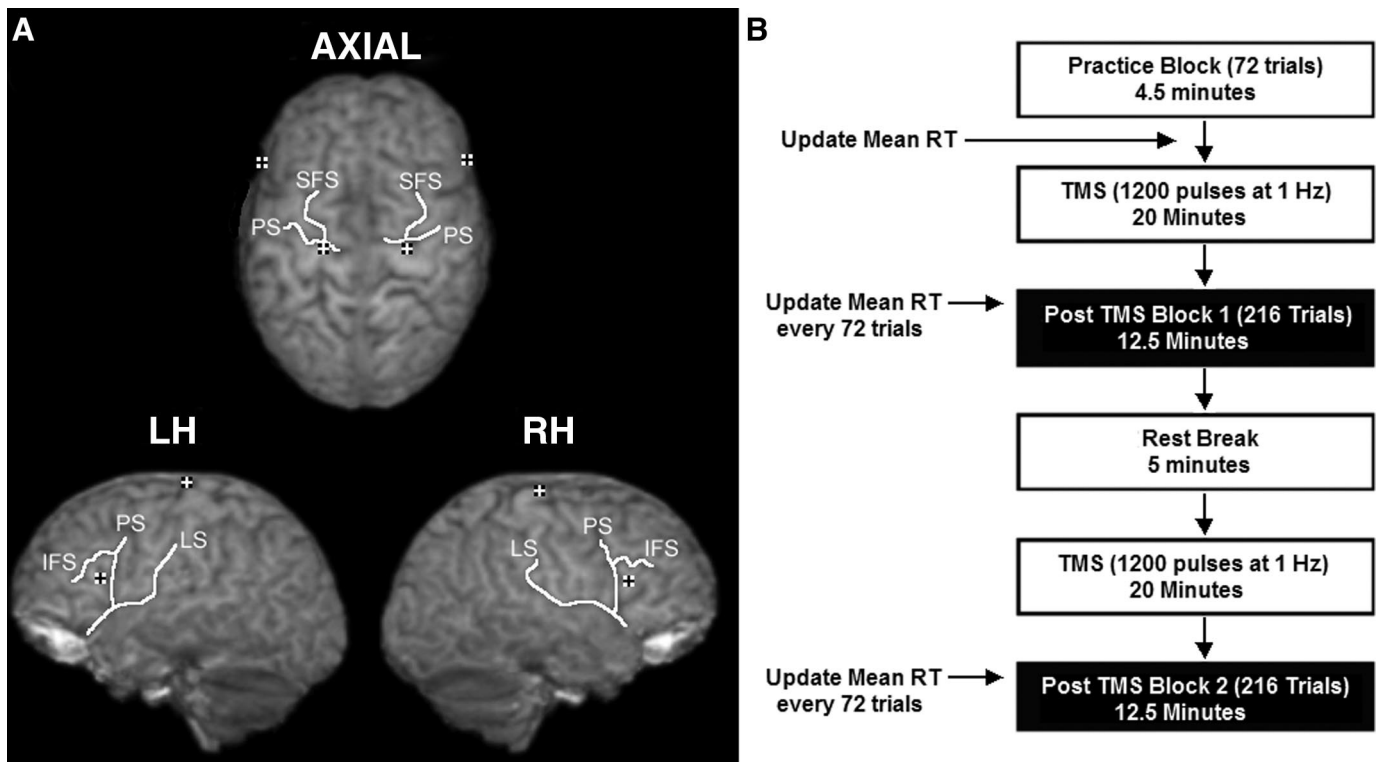 A
AXIAL
SFS
SFS
PS
PS
LH
RH
PS
LS
IFS
PS
LS
IFS
B
Practice Block (72 trials)
4.5 minutes
Update Mean RT
TMS (1200 pulses at 1 Hz)
20 Minutes
Update Mean RT
every 72 trials
Post TMS Block 1 (216 Trials)
12.5 Minutes
Rest Break
5 minutes
TMS (1200 pulses at 1 Hz)
20 Minutes
Update Mean RT
every 72 trials
Post TMS Block 2 (216 Trials)
12.5 Minutes